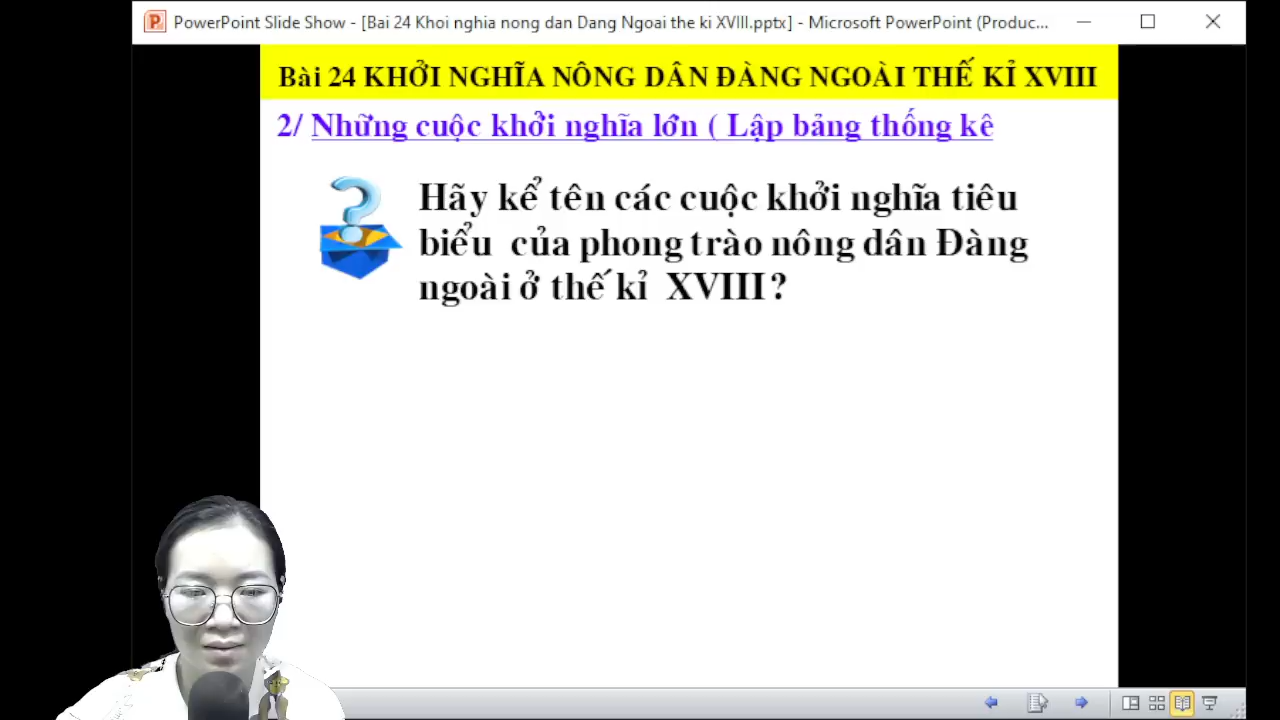 PowerPoint Slide Show - [Bai 24 Khoi nghia nong dan Dang Ngoai the ki XVIII.pptx] - Microsoft PowerPoint (Produc...
Bài 24 KHỞI NGHĨA NÔNG DÂN ĐÀNG NGOÀI THẾ KỈ XVIII
2/ Những cuộc khởi nghĩa lớn ( Lập bảng thống kê
Hãy kể tên các cuộc khởi nghĩa tiêu
biểu của phong trào nông dân Đàng
ngoài ở thế kỉ XVIII?